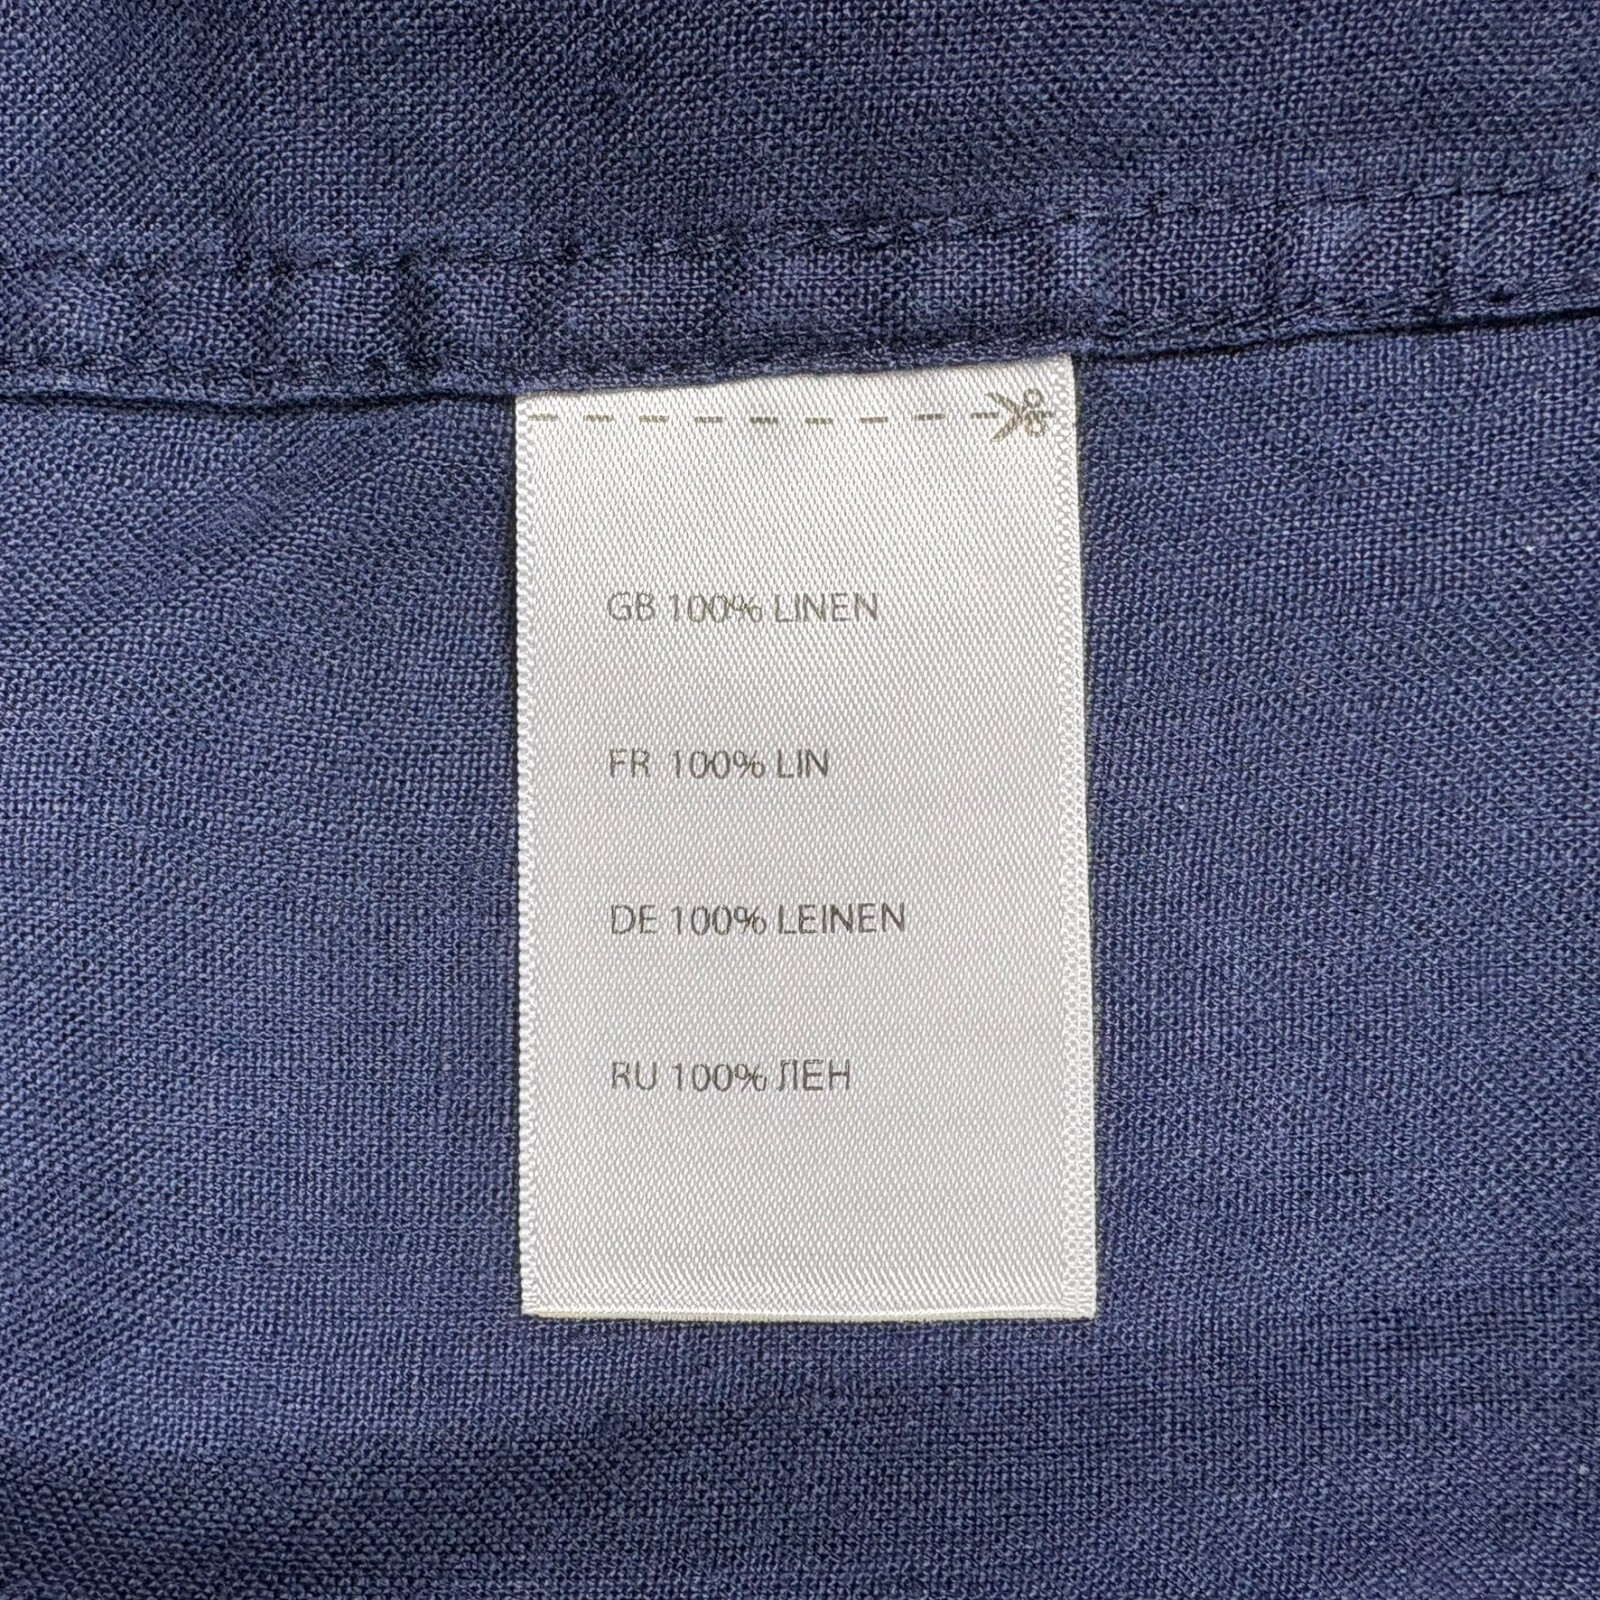 GB 100% LINEN
FR 100% LIN
DE 100% LEINEN
RU 100% ЛЕН